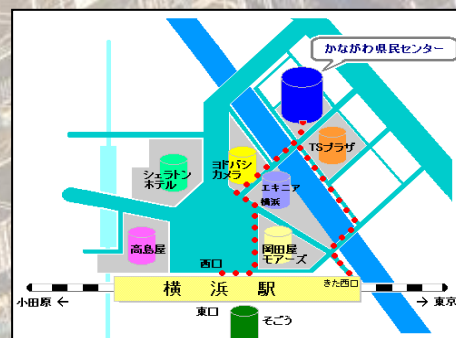 かながわ県民センター
TSプラザ
ヨドバシ
カメラ
シェラトン
ホテル
エキニア
横浜
高島屋
岡田屋
モアーズ
西口
きた西口
横浜駅
小田原 ←
→ 東京
東口
そごう